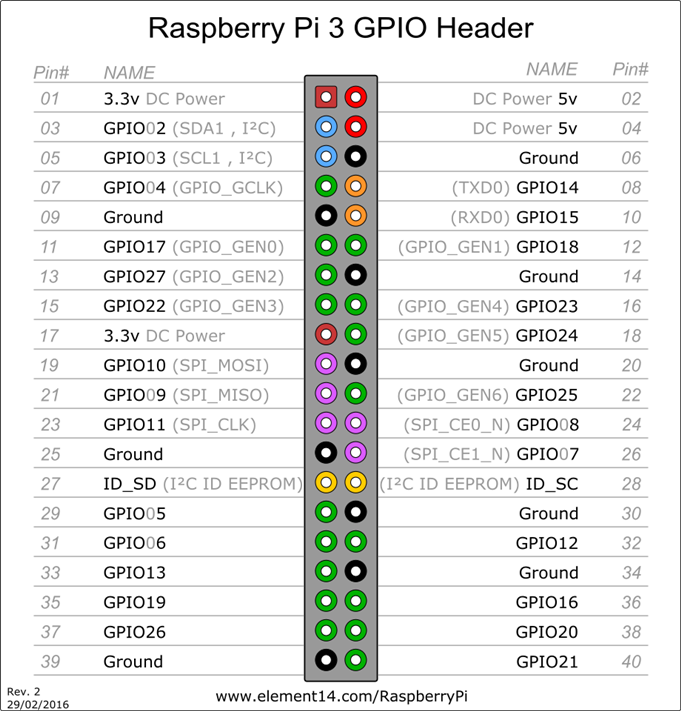 Raspberry Pi 3 GPIO Header
Pin# NAME NAME Pin#
01 3.3v DC Power DC Power 5v 02
03 GPIO02 (SDA1 , I²C) DC Power 5v 04
05 GPIO03 (SCL1 , I²C) Ground 06
07 GPIO04 (GPIO_GCLK) (TXD0) GPIO14 08
09 Ground (RXD0) GPIO15 10
11 GPIO17 (GPIO_GEN0) (GPIO_GEN1) GPIO18 12
13 GPIO27 (GPIO_GEN2) Ground 14
15 GPIO22 (GPIO_GEN3) (GPIO_GEN4) GPIO23 16
17 3.3v DC Power (GPIO_GEN5) GPIO24 18
19 GPIO10 (SPI_MOSI) Ground 20
21 GPIO09 (SPI_MISO) (GPIO_GEN6) GPIO25 22
23 GPIO11 (SPI_CLK) (SPI_CE0_N) GPIO08 24
25 Ground (SPI_CE1_N) GPIO07 26
27 ID_SD (I²C ID EEPROM) (I²C ID EEPROM) ID_SC 28
29 GPIO05 Ground 30
31 GPIO06 GPIO12 32
33 GPIO13 Ground 34
35 GPIO19 GPIO16 36
37 GPIO26 GPIO20 38
39 Ground GPIO21 40
Rev. 2
29/02/2016
www.element14.com/RaspberryPi